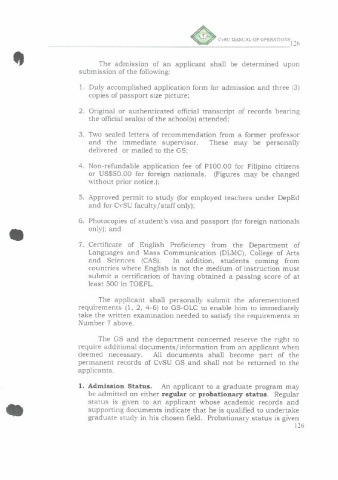 CvSU MANUAL OF OPERATIONS 126
The admission of an applicant shall be determined upon
submission of the following:
1. Duly accomplished application form for admission and three (3)
copies of passport size picture;
2. Original or authenticated official transcript of records bearing
the official seal(s) of the school(s) attended;
3. Two sealed letters of recommendation from a former professor
and the immediate supervisor. These may be personally
delivered or mailed to the GS;
4. Non-refundable application fee of P100.00 for Filipino citizens
or US$50.00 for foreign nationals. (Figures may be changed
without prior notice.);
5. Approved permit to study (for employed teachers under DepEd
and for CvSU faculty/staff only);
6. Photocopies of student's visa and passport (for foreign nationals
only); and
7. Certificate of English Proficiency from the Department of
Languages and Mass Communication (DLMC), College of Arts
and Sciences (CAS). In addition, students coming from
countries where English is not the medium of instruction must
submit a certification of having obtained a passing score of at
least 500 in TOEFL.
The applicant shall personally submit the aforementioned
requirements (1, 2, 4-6) to GS-OLC to enable him to immediately
take the written examination needed to satisfy the requirements in
Number 7 above.
The GS and the department concerned reserve the right to
require additional documents/information from an applicant when
deemed necessary. All documents shall become part of the
permanent records of CvSU GS and shall not be returned to the
applicants.
1. Admission Status. An applicant to a graduate program may
be admitted on either regular or probationary status. Regular
status is given to an applicant whose academic records and
supporting documents indicate that he is qualified to undertake
graduate study in his chosen field. Probationary status is given
126